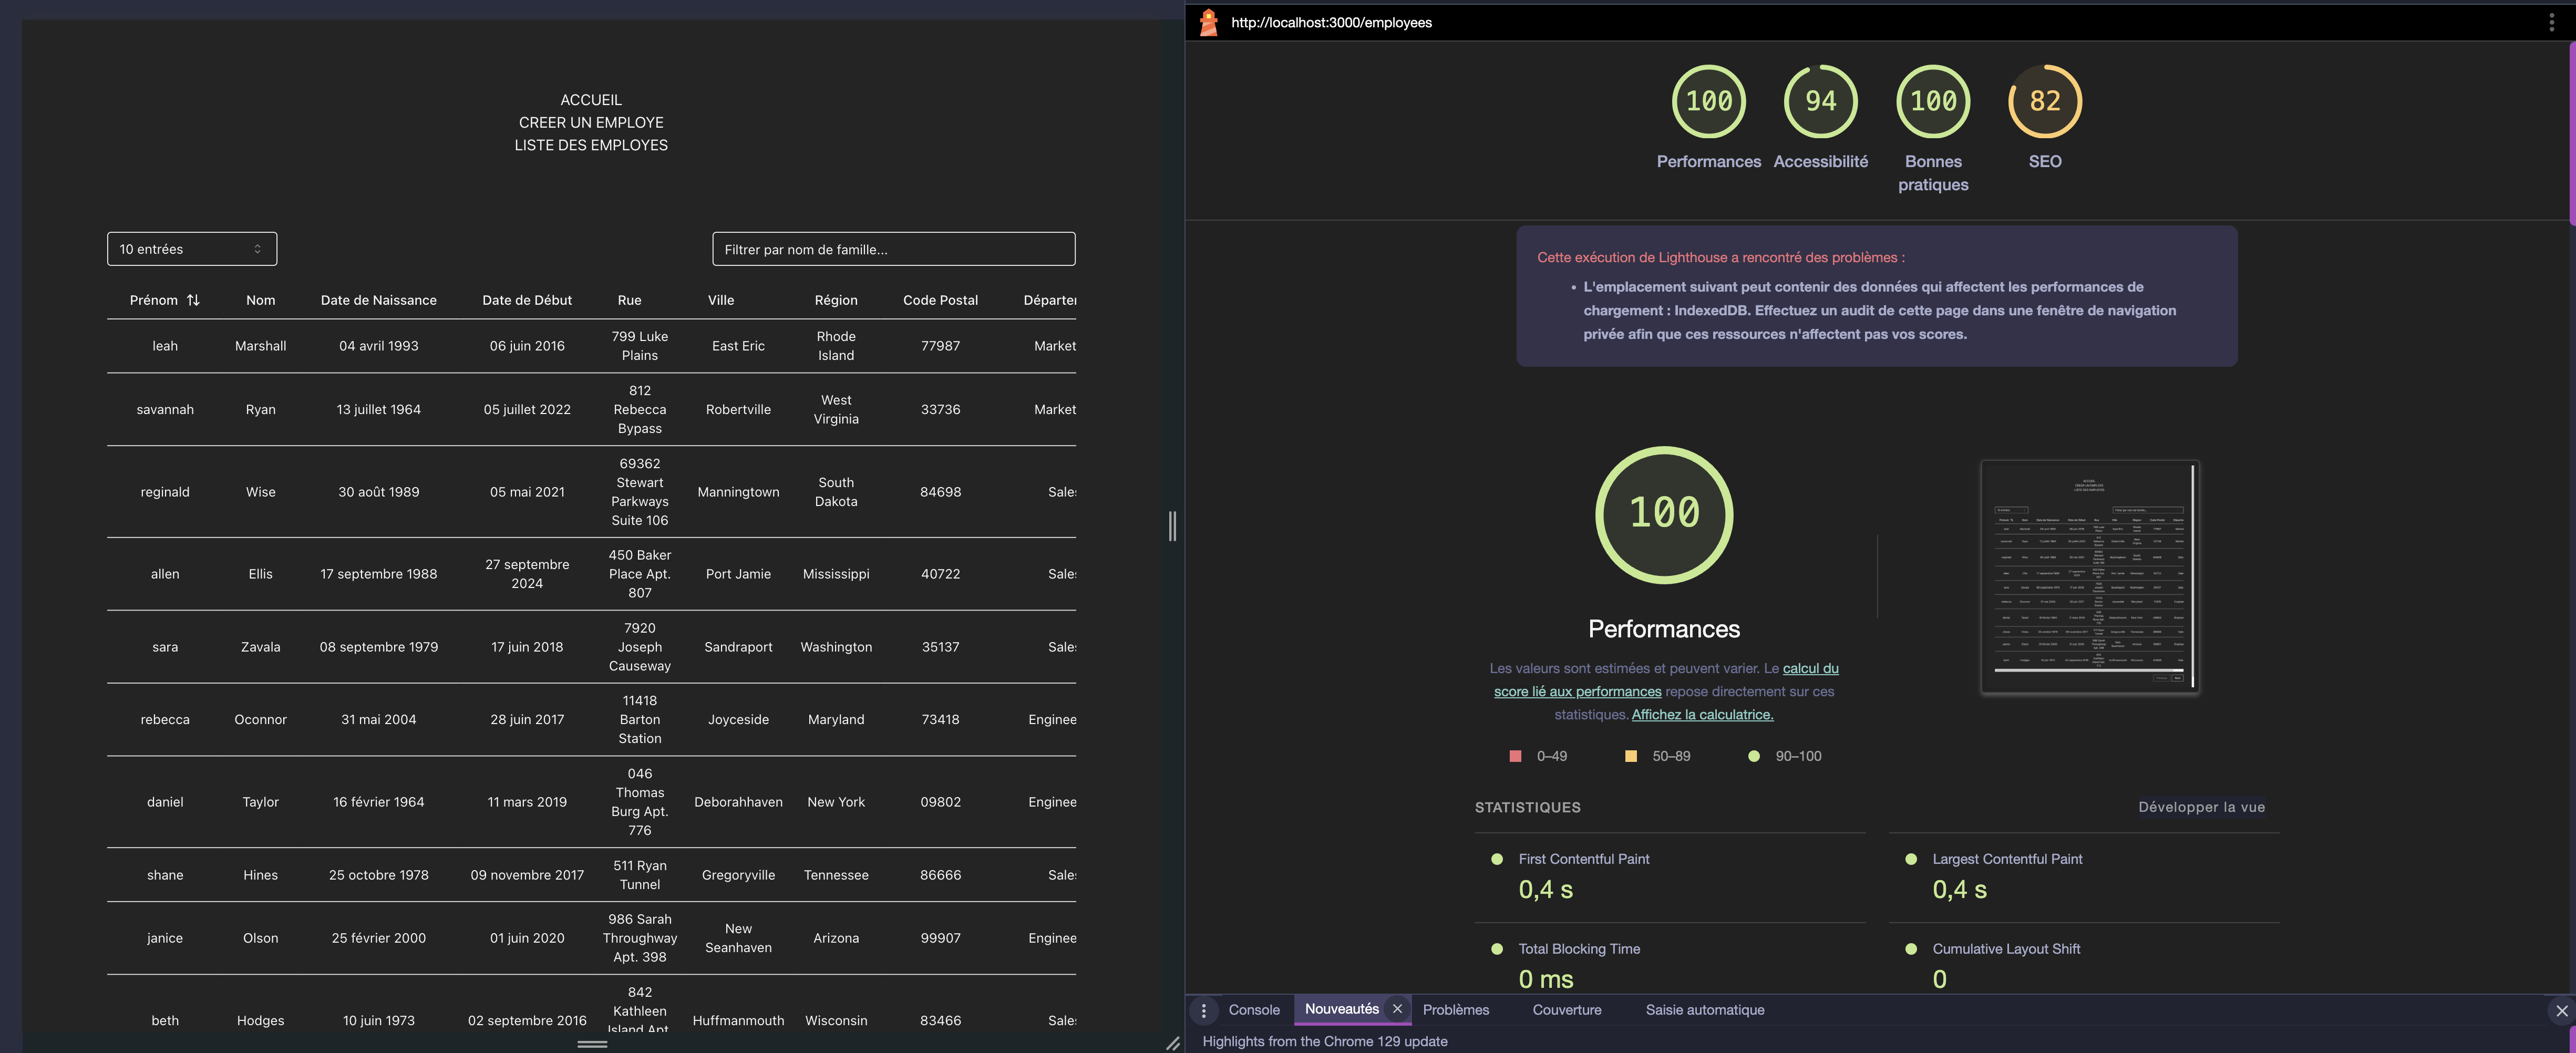 ACCUEIL
CREER UN EMPLOYE
LISTE DES EMPLOYES
10 entrées
Filtrer par nom de famille...
Prénom Nom Date de Naissance Date de Début Rue Ville Région Code Postal Départer
leah Marshall 04 avril 1993 06 juin 2016 799 Luke Plains East Eric Rhode Island 77987 Market
savannah Ryan 13 juillet 1964 05 juillet 2022 812 Rebecca Bypass Robertville West Virginia 33736 Market
reginald Wise 30 août 1989 05 mai 2021 69362 Stewart Parkways Suite 106 Manningtown South Dakota 84698 Sales
allen Ellis 17 septembre 1988 27 septembre 2024 450 Baker Place Apt. 807 Port Jamie Mississippi 40722 Sales
sara Zavala 08 septembre 1979 17 juin 2018 7920 Joseph Causeway Sandraport Washington 35137 Sales
rebecca Oconnor 31 mai 2004 28 juin 2017 11418 Barton Station Joyceside Maryland 73418 Enginee
daniel Taylor 16 février 1964 11 mars 2019 046 Thomas Burg Apt. 776 Deborahhaven New York 09802 Enginee
shane Hines 25 octobre 1978 09 novembre 2017 511 Ryan Tunnel Gregoryville Tennessee 86666 Sales
janice Olson 25 février 2000 01 juin 2020 986 Sarah Throughway Apt. 398 New Seanhaven Arizona 99907 Enginee
beth Hodges 10 juin 1973 02 septembre 2016 842 Kathleen Island Apt. Huffmanmouth Wisconsin 83466 Sales
http://localhost:3000/employees
100 94 100 82
Performances Accessibilité Bonnes pratiques SEO
Cette exécution de Lighthouse a rencontré des problèmes :
• L'emplacement suivant peut contenir des données qui affectent les performances de
chargement : IndexedDB. Effectuez un audit de cette page dans une fenêtre de navigation
privée afin que ces ressources n'affectent pas vos scores.
100
Performances
Les valeurs sont estimées et peuvent varier. Le calcul du
score lié aux performances repose directement sur ces
statistiques. Affichez la calculatrice.
0–49 50–89 90–100
STATISTIQUES
Développer la vue
First Contentful Paint
0,4 s
Largest Contentful Paint
0,4 s
Total Blocking Time
0 ms
Cumulative Layout Shift
0
Console Nouveautés Problèmes Couverture Saisie automatique
Highlights from the Chrome 129 update